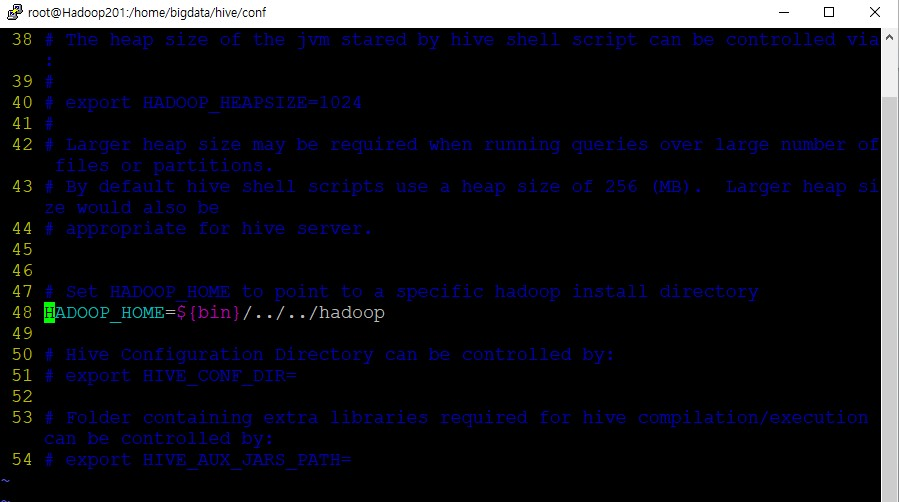 root@Hadoop201:/home/bigdata/hive/conf
38 # The heap size of the jvm stared by hive shell script can be controlled via
:
39 #
40 # export HADOOP_HEAPSIZE=1024
41 #
42 # Larger heap size may be required when running queries over large number of
files or partitions.
43 # By default hive shell scripts use a heap size of 256 (MB).  Larger heap si
ze would also be
44 # appropriate for hive server.
45
46
47 # Set HADOOP_HOME to point to a specific hadoop install directory
48 HADOOP_HOME=${bin}/../../hadoop
49
50 # Hive Configuration Directory can be controlled by:
51 # export HIVE_CONF_DIR=
52
53 # Folder containing extra libraries required for hive compilation/execution
can be controlled by:
54 # export HIVE_AUX_JARS_PATH=
~
~